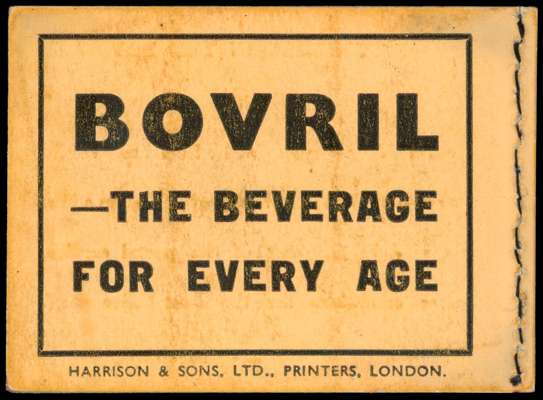 BOVRIL
—THE BEVERAGE
FOR EVERY AGE
HARRISON & SONS, LTD., PRINTERS, LONDON.